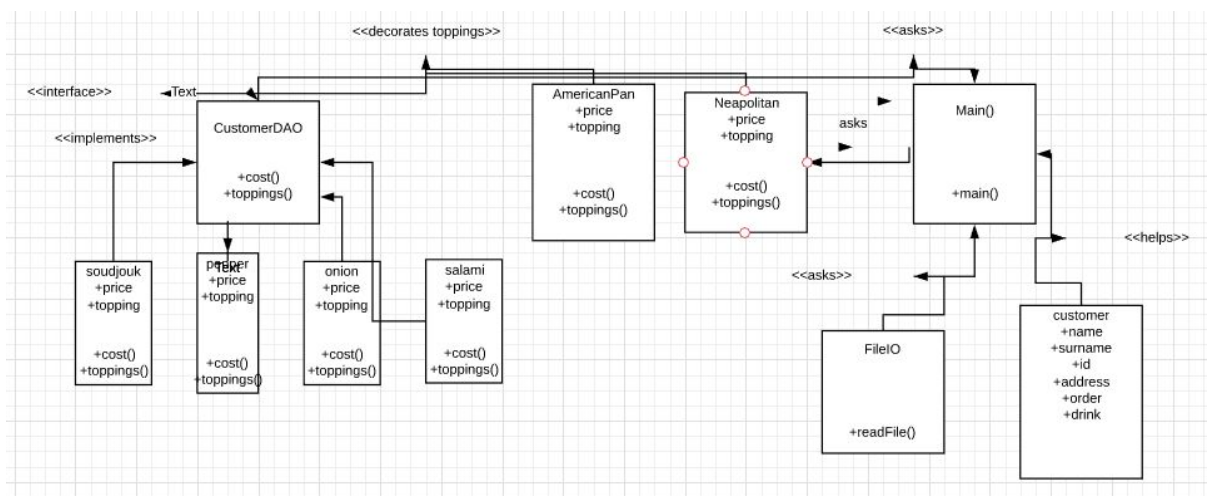 <<decorates toppings>>
<<asks>>
<<interface>>
Text
<<implements>>
CustomerDAO
+cost()
+toppings()
AmericanPan
+price
+topping
+cost()
+toppings()
Neapolitan
+price
+topping
+cost()
+toppings()
asks
Main()
+main()
<<helps>>
<<asks>>
soudjouk
+price
+topping
+cost()
+toppings()
pepper
Text
+price
+topping
+cost()
+toppings()
onion
+price
+topping
+cost()
+toppings()
salami
+price
+topping
+cost()
+toppings()
FileIO
+readFile()
customer
+name
+surname
+id
+address
+order
+drink